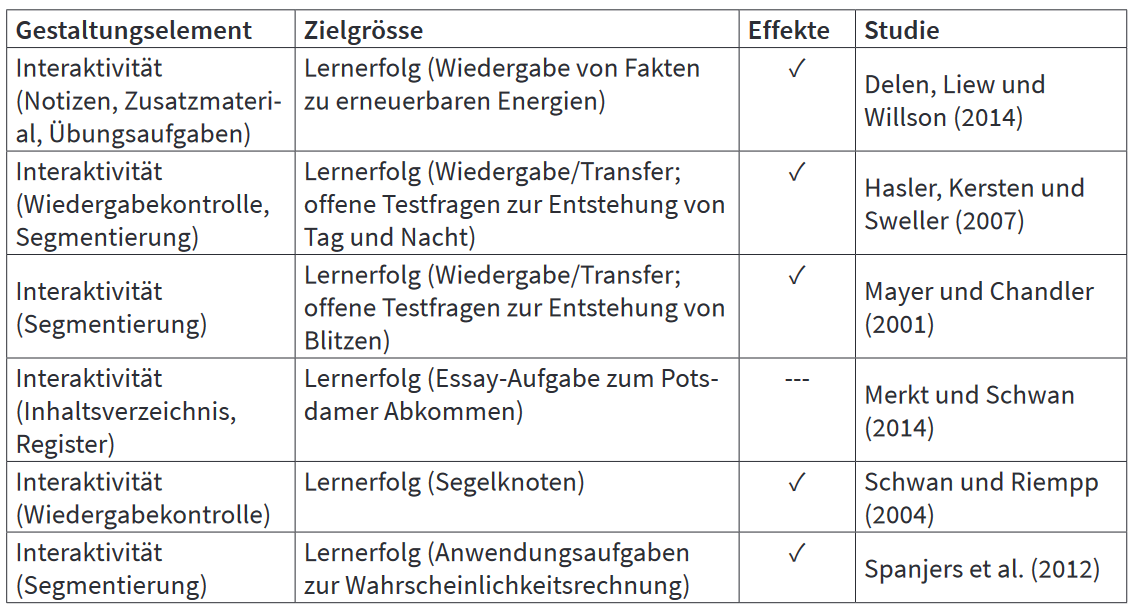 Gestaltungselement Zielgrösse Effekte Studie
Interaktivität
(Notizen, Zusatzmateri-
al, Übungsaufgaben)
Lernerfolg (Wiedergabe von Fakten
zu erneuerbaren Energien)
✓
Delen, Liew und
Willson (2014)
Interaktivität
(Wiedergabekontrolle,
Segmentierung)
Lernerfolg (Wiedergabe/Transfer;
offene Testfragen zur Entstehung von
Tag und Nacht)
✓
Hasler, Kersten und
Sweller (2007)
Interaktivität
(Segmentierung)
Lernerfolg (Wiedergabe/Transfer;
offene Testfragen zur Entstehung von
Blitzen)
✓
Mayer und Chandler
(2001)
Interaktivität
(Inhaltsverzeichnis,
Register)
Lernerfolg (Essay-Aufgabe zum Pots-
damer Abkommen)
---
Merkt und Schwan
(2014)
Interaktivität
(Wiedergabekontrolle)
Lernerfolg (Segelknoten)
✓
Schwan und Riempp
(2004)
Interaktivität
(Segmentierung)
Lernerfolg (Anwendungsaufgaben
zur Wahrscheinlichkeitsrechnung)
✓
Spanjers et al. (2012)